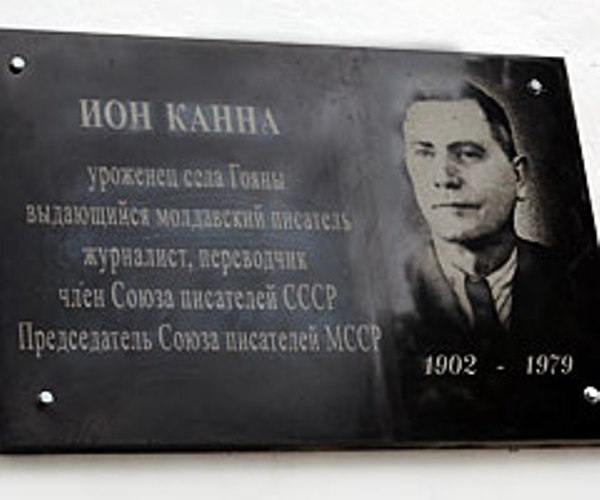 ИОН КАННА
уроженец села Гояны
выдающийся молдавский писатель
журналист, переводчик
член Союза писателей СССР
Председатель Союза писателей МССР
1902 - 1979